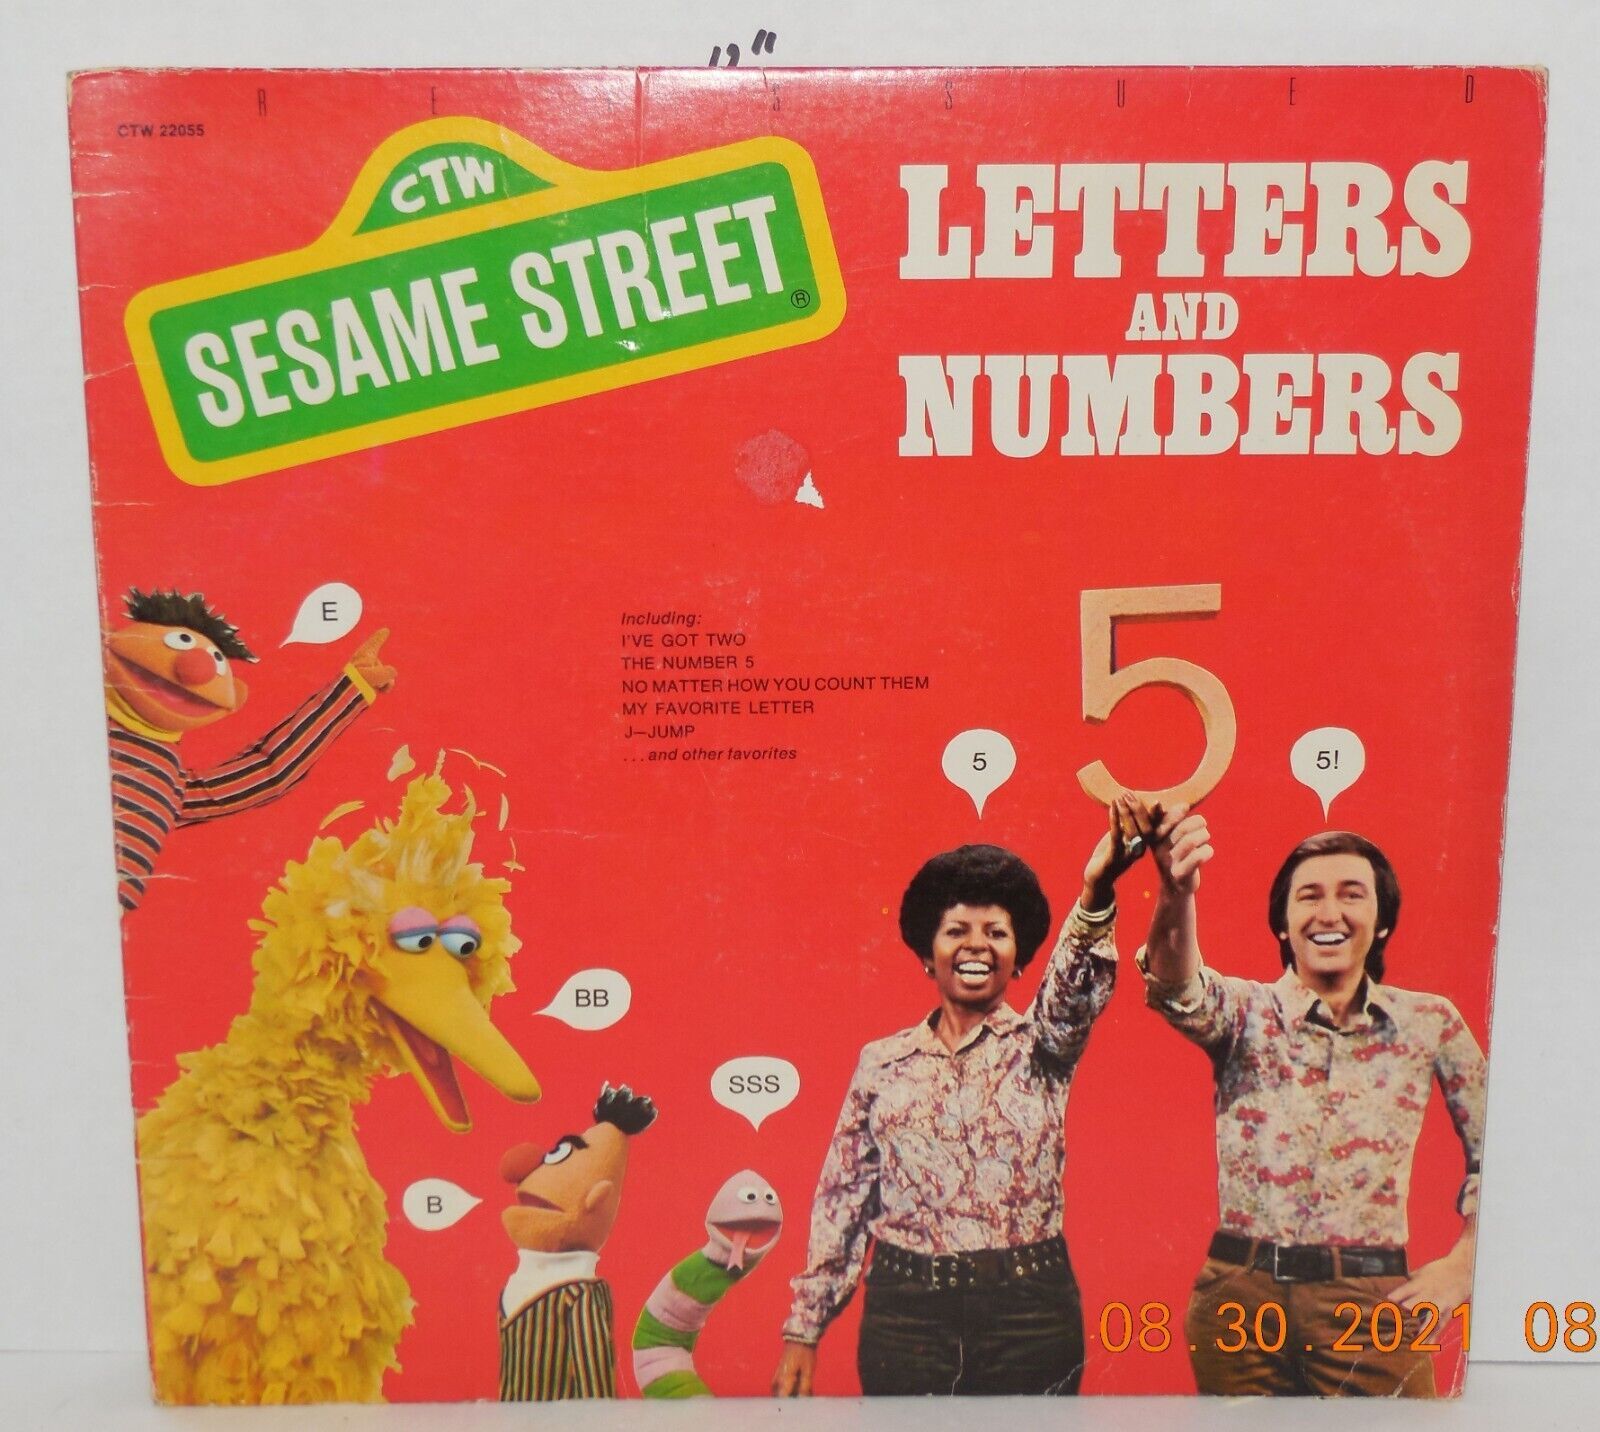 12"
R E I S S U E D
CTW 22055
CTW
SESAME STREET ®
LETTERS
AND
NUMBERS
E
Including:
I'VE GOT TWO
THE NUMBER 5
NO MATTER HOW YOU COUNT THEM
MY FAVORITE LETTER
J—JUMP
...and other favorites
5
5
5!
BB
SSS
B
08.30.2021 08